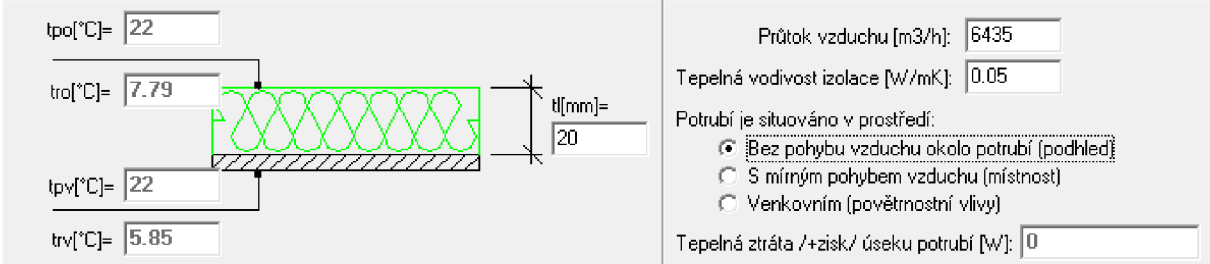 tpo[°C]= 22
tro[°C]= 7.79
tl[mm]=
20
tpv[°C]= 22
trv[°C]= 5.85
Průtok vzduchu [m3/h]: 6435
Tepelná vodivost izolace [W/mK]: 0.05
Potrubí je situováno v prostředí:
Bez pohybu vzduchu okolo potrubí (podhled)
S mírným pohybem vzduchu (místnost)
Venkovním (povětrnostní vlivy)
Tepelná ztráta /+zisk/ úseku potrubí [W]: 0